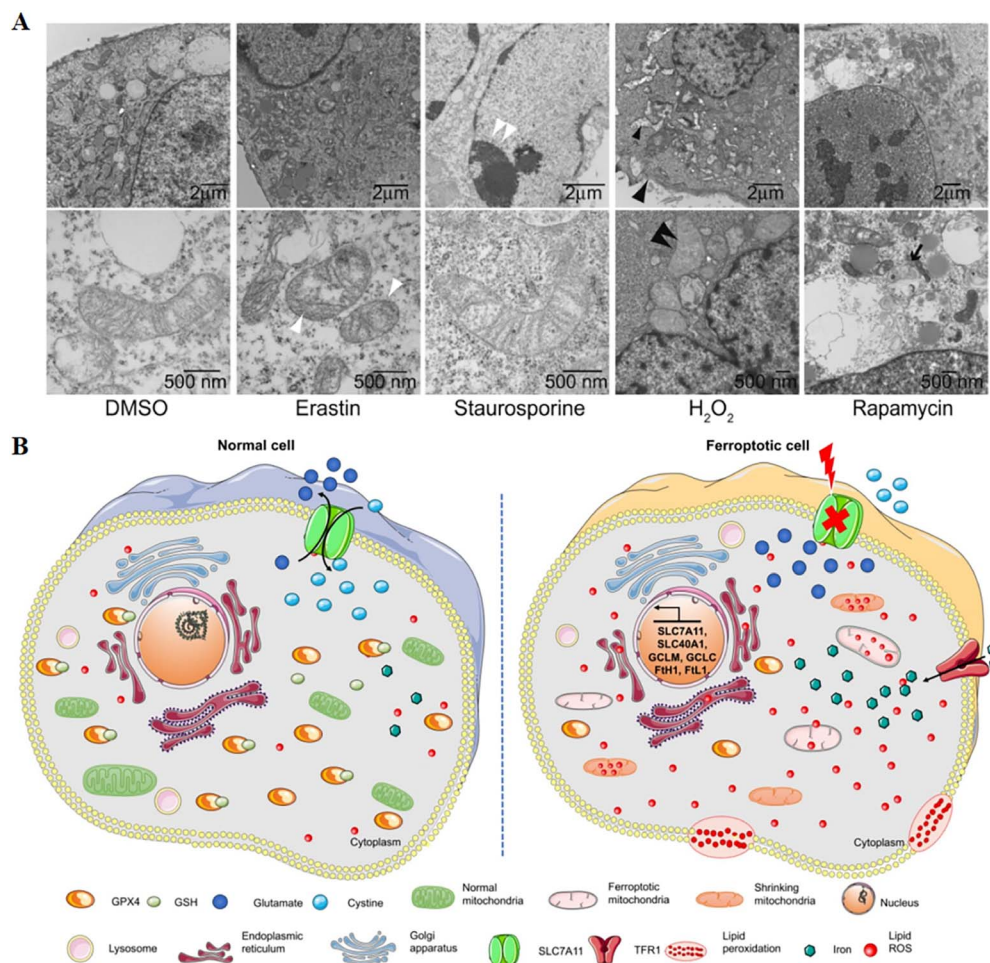 A
2μm
2μm
2μm
2μm
2μm
500 nm
500 nm
500 nm
500 nm
500 nm
DMSO
Erastin
Staurosporine
H₂O₂
Rapamycin
B
Normal cell
Ferroptotic cell
SLC7A11,
SLC40A1,
GCLM, GCLC
FtH1, FtL1
Cytoplasm
Cytoplasm
GPX4
GSH
Glutamate
Cystine
Normal
mitochondria
Ferroptotic
mitochondria
Shrinking
mitochondria
Nucleus
Lysosome
Endoplasmic
reticulum
Golgi
apparatus
SLC7A11
TFR1
Lipid
peroxidation
Iron
Lipid
ROS